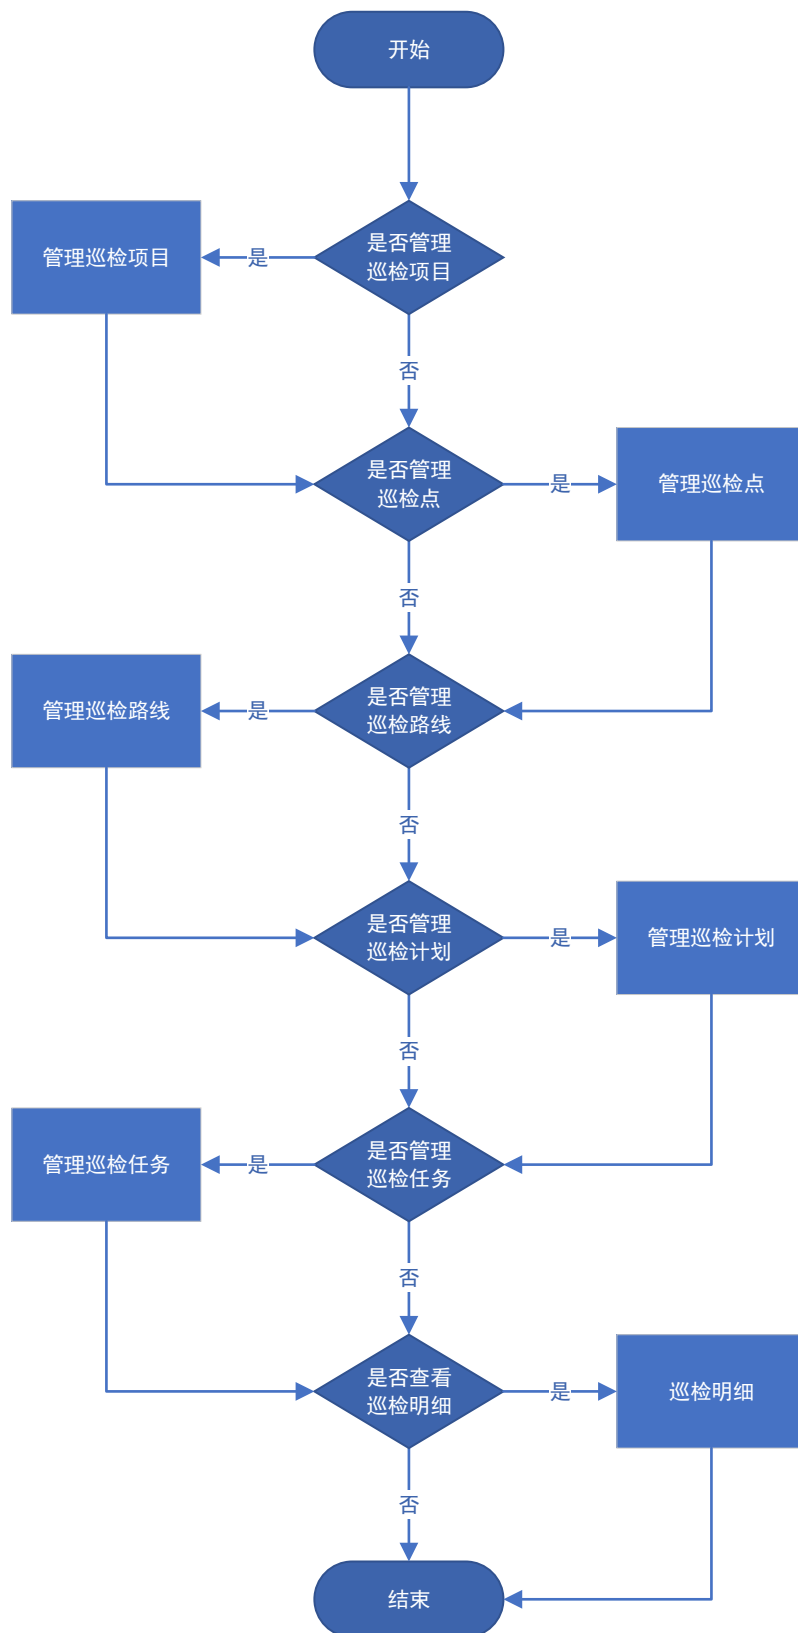 开始
是否管理
巡检项目
是
管理巡检项目
否
是否管理
巡检点
是
管理巡检点
否
是否管理
巡检路线
是
管理巡检路线
否
是否管理
巡检计划
是
管理巡检计划
否
是否管理
巡检任务
是
管理巡检任务
否
是否查看
巡检明细
是
巡检明细
否
结束